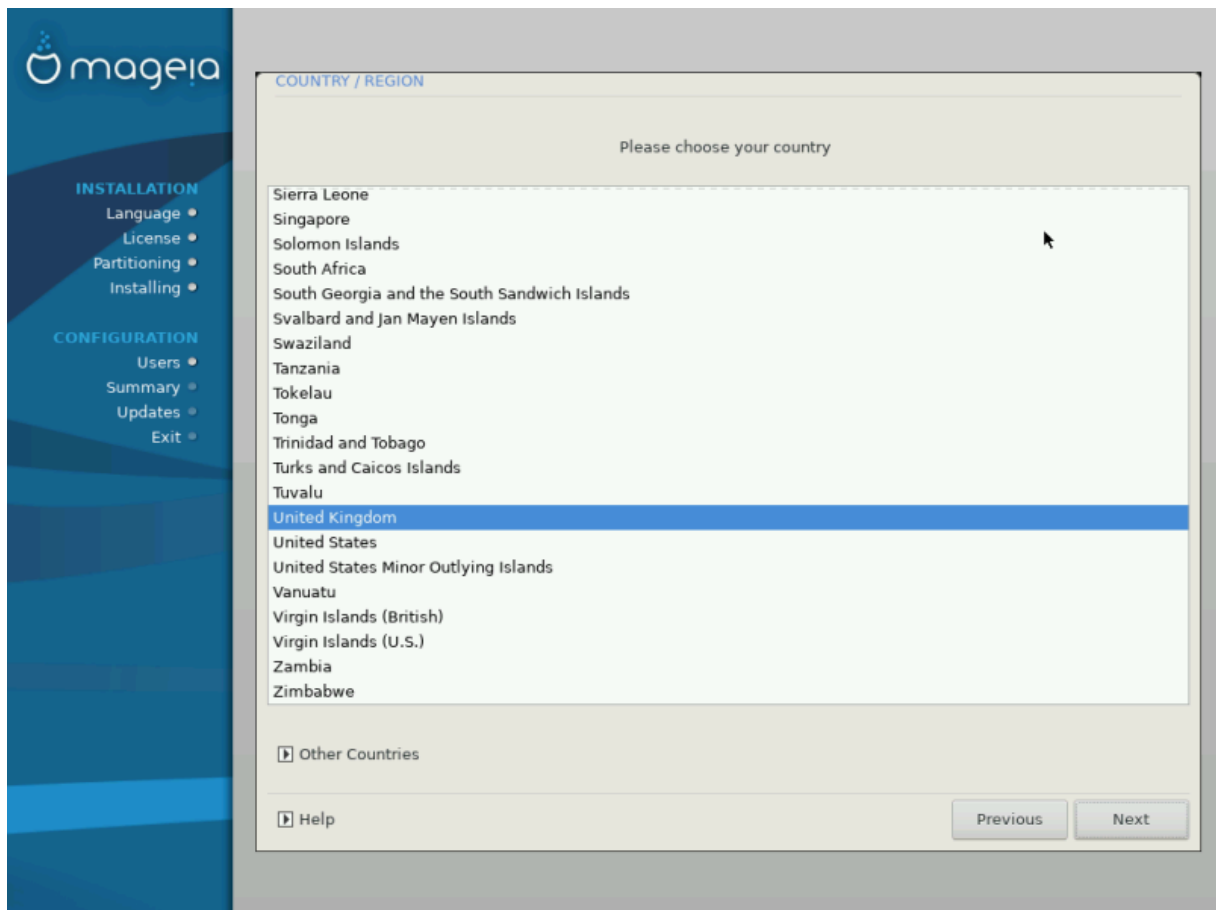 mageia
INSTALLATION
Language
License
Partitioning
Installing
CONFIGURATION
Users
Summary
Updates
Exit
COUNTRY / REGION
Please choose your country
Sierra Leone
Singapore
Solomon Islands
South Africa
South Georgia and the South Sandwich Islands
Svalbard and Jan Mayen Islands
Swaziland
Tanzania
Tokelau
Tonga
Trinidad and Tobago
Turks and Caicos Islands
Tuvalu
United Kingdom
United States
United States Minor Outlying Islands
Vanuatu
Virgin Islands (British)
Virgin Islands (U.S.)
Zambia
Zimbabwe
Other Countries
Help
Previous
Next